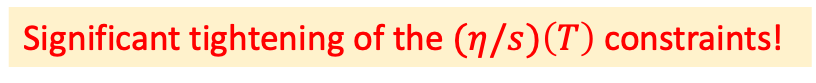 Significant tightening of the (η/s)(T) constraints!